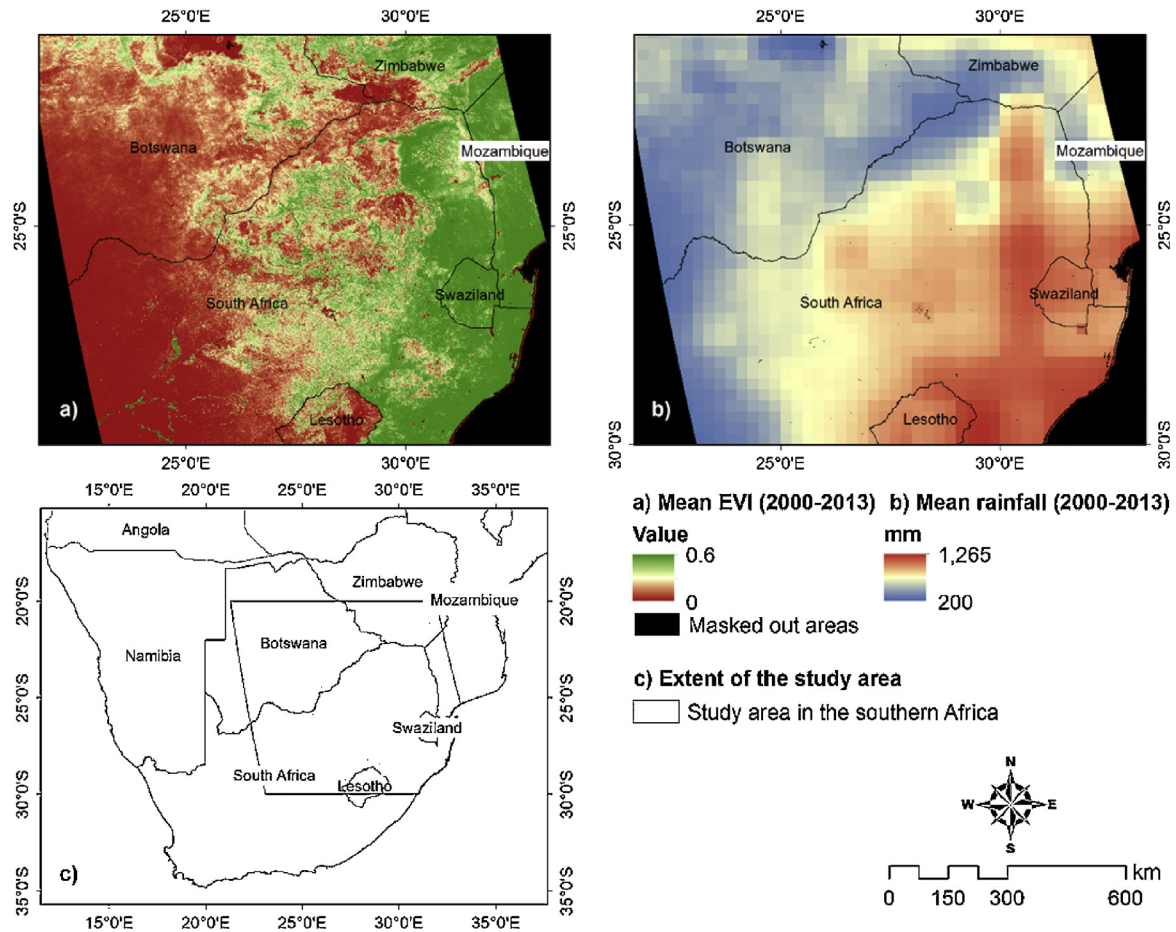 25°0'E 30°0'E
25°0'E 30°0'E
Zimbabwe
Zimbabwe
Botswana
Botswana
Mozambique
Mozambique
25°0'S
25°0'S
25°0'S
South Africa
Swaziland
South Africa
Swaziland
a)
Lesotho
b)
Lesotho
30°0'S
25°0'E 30°0'E
25°0'E 30°0'E
15°0'E 20°0'E 25°0'E 30°0'E 35°0'E
Angola
Zimbabwe
20°0'S
20°0'S
Mozambique
Botswana
Namibia
25°0'S
25°0'S
Swaziland
South Africa
Lesotho
30°0'S
30°0'S
c)
35°0'S
35°0'S
15°0'E 20°0'E 25°0'E 30°0'E 35°0'E
a) Mean EVI (2000-2013) b) Mean rainfall (2000-2013)
Value
0.6
0
mm
1,265
200
Masked out areas
c) Extent of the study area
Study area in the southern Africa
N
W E
S
km
0 150 300 600